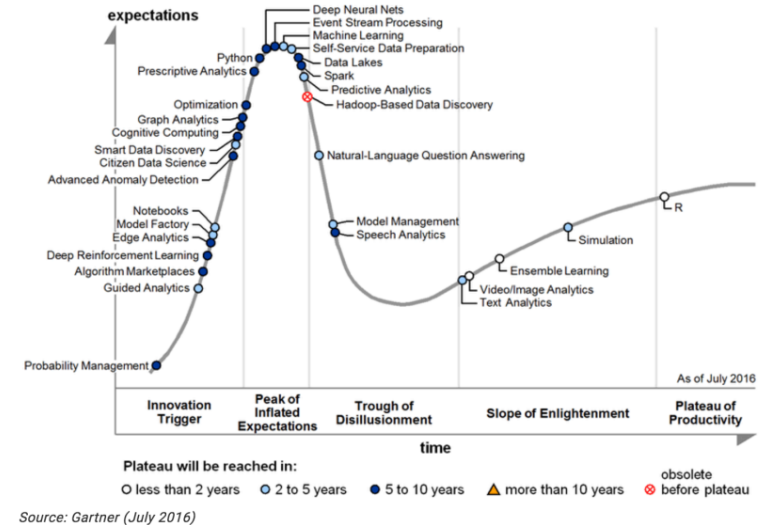 expectations
Deep Neural Nets
Event Stream Processing
Machine Learning
Self-Service Data Preparation
Python
Data Lakes
Prescriptive Analytics
Spark
Predictive Analytics
Optimization
Hadoop-Based Data Discovery
Graph Analytics
Cognitive Computing
Smart Data Discovery
Natural-Language Question Answering
Citizen Data Science
Advanced Anomaly Detection
Notebooks
Model Factory
Model Management
Edge Analytics
Speech Analytics
R
Simulation
Deep Reinforcement Learning
Algorithm Marketplaces
Ensemble Learning
Guided Analytics
Video/Image Analytics
Text Analytics
Probability Management
As of July 2016
Innovation
Trigger
Peak of
Inflated
Expectations
Trough of
Disillusionment
Slope of Enlightenment
Plateau of
Productivity
time
Plateau will be reached in:
less than 2 years
2 to 5 years
5 to 10 years
more than 10 years
obsolete
before plateau
Source: Gartner (July 2016)